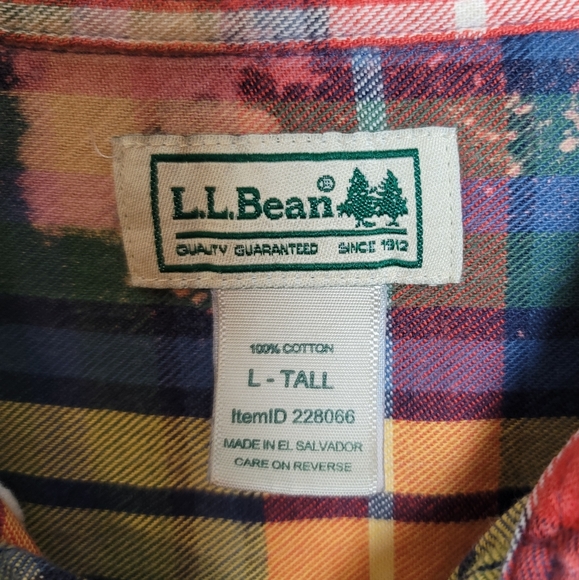 L.L.Bean®
QUALITY GUARANTEED SINCE 1912
100% COTTON
L - TALL
ItemID 228066
MADE IN EL SALVADOR
CARE ON REVERSE